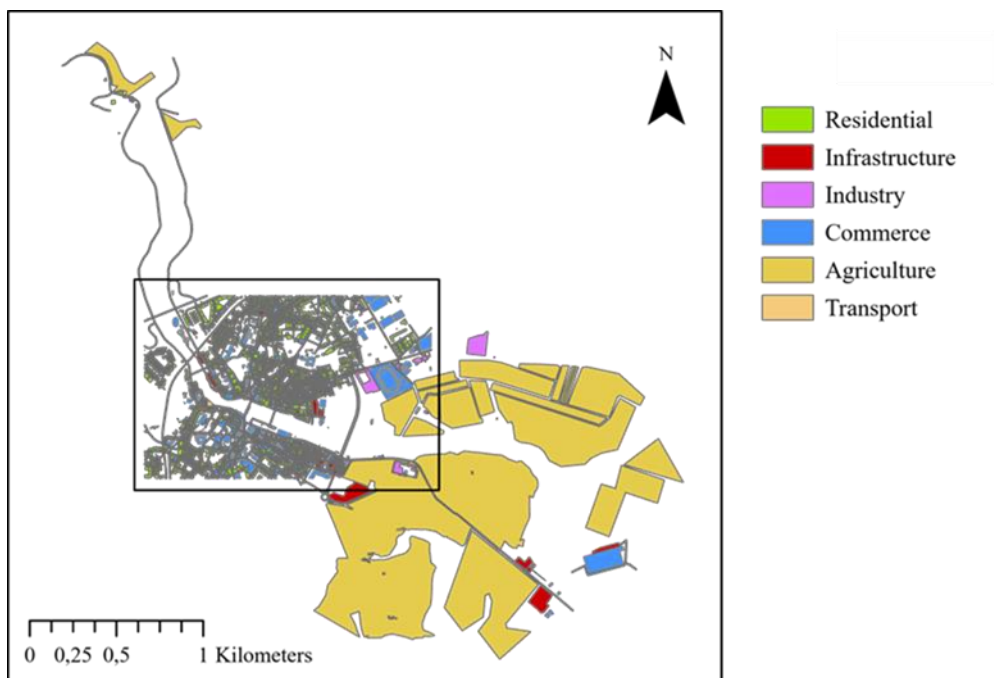 N
Residential
Infrastructure
Industry
Commerce
Agriculture
Transport
0 0,25 0,5 1 Kilometers